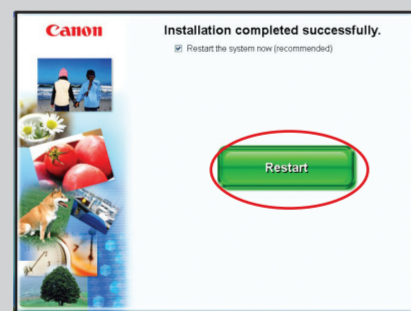 Canon
Installation completed successfully.
Restart the system now (recommended)
Restart